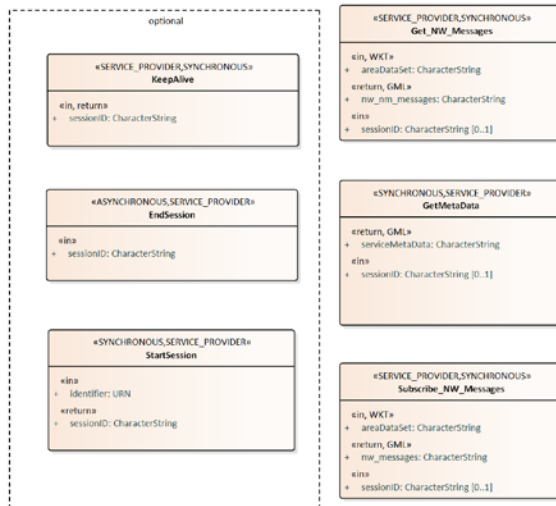 optional
«SERVICE_PROVIDER,SYNCHRONOUS»
KeepAlive
«in, return»
+ sessionID: CharacterString
«ASYNCHRONOUS,SERVICE_PROVIDER»
EndSession
«in»
+ sessionID: CharacterString
«SYNCHRONOUS,SERVICE_PROVIDER»
StartSession
«in»
+ identifier: URN
«return»
+ sessionID: CharacterString
«SERVICE_PROVIDER,SYNCHRONOUS»
Get_NW_Messages
«in, WKT»
+ areaDataSet: CharacterString
«return, GML»
+ nw_nm_messages: CharacterString
«in»
+ sessionID: CharacterString [0..1]
«SYNCHRONOUS,SERVICE_PROVIDER»
GetMetaData
«return, GML»
+ serviceMetaData: CharacterString
«in»
+ sessionID: CharacterString [0..1]
«SERVICE_PROVIDER,SYNCHRONOUS»
Subscribe_NW_Messages
«in, WKT»
+ areaDataSet: CharacterString
«return, GML»
+ nw_messages: CharacterString
«in»
+ sessionID: CharacterString [0..1]